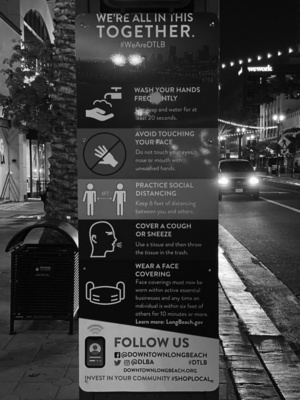 WE'RE ALL IN THIS
TOGETHER.
#WeAreDTLB
WASH YOUR HANDS
FREQUENTLY
soap and water for at
least 20 seconds.
AVOID TOUCHING
YOUR FACE
Do not touch your eyes,
nose or mouth with
unwashed hands.
6FT
PRACTICE SOCIAL
DISTANCING
Keep 6 feet of distancing
between you and others.
COVER A COUGH
OR SNEEZE
Use a tissue and then throw
the tissue in the trash.
WEAR A FACE
COVERING
Face coverings must now be
worn within active essential
businesses and any time an
individual is within six feet of
others for 10 minutes or more.
Learn more: LongBeach.gov
FOLLOW US
@DOWNTOWNLONGBEACH
@DLBA #DTLB
DOWNTOWNLONGBEACH.ORG
INVEST IN YOUR COMMUNITY #SHOPLOCAL
wework